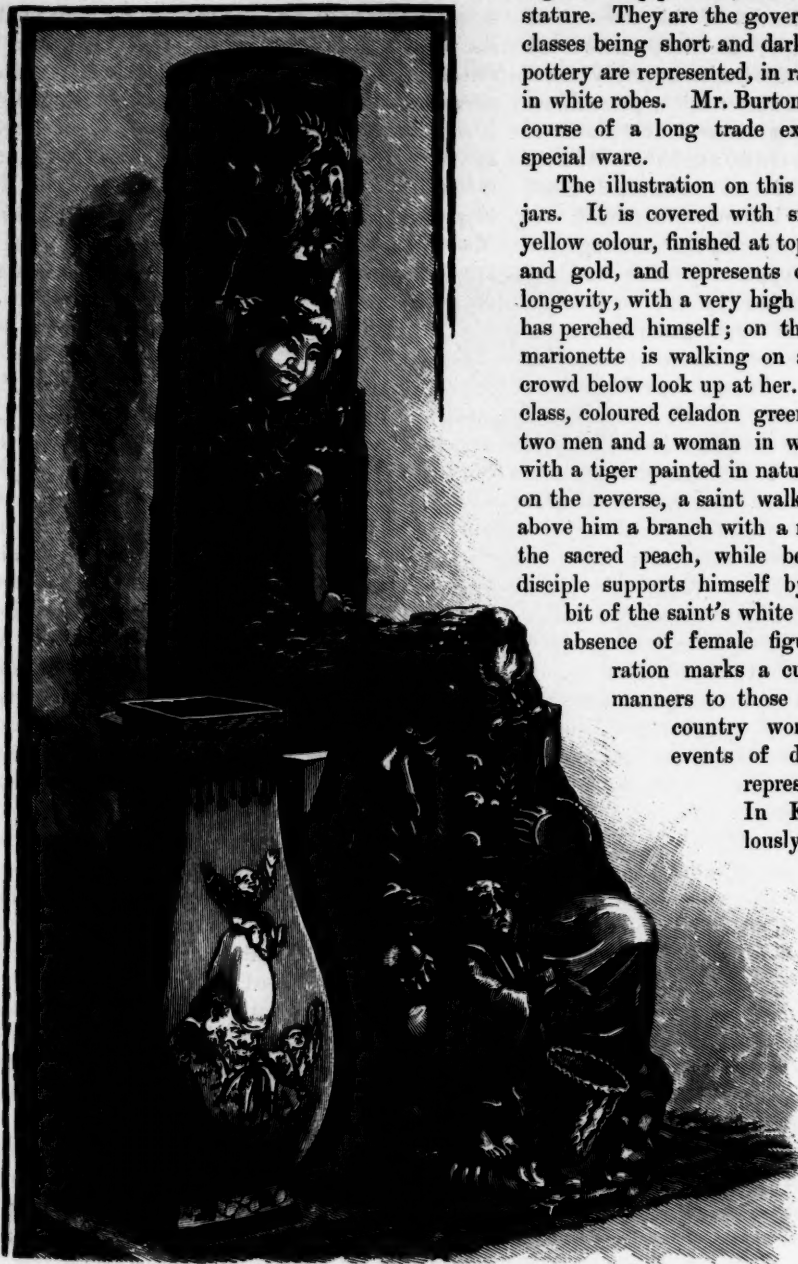 stature. They are the gover
classes being short and dark
pottery are represented, in r
in white robes. Mr. Burton
course of a long trade ex
special ware.
The illustration on this
jars. It is covered with s
yellow colour, finished at top
and gold, and represents
longevity, with a very high
has perched himself; on th
marionette is walking on
crowd below look up at her.
class, coloured celadon green
two men and a woman in w
with a tiger painted in natu
on the reverse, a saint walk
above him a branch with a
the sacred peach, while be
disciple supports himself by
bit of the saint's white
absence of female figu
ration marks a cu
manners to those
country wor
events of d
repres
In K
lously